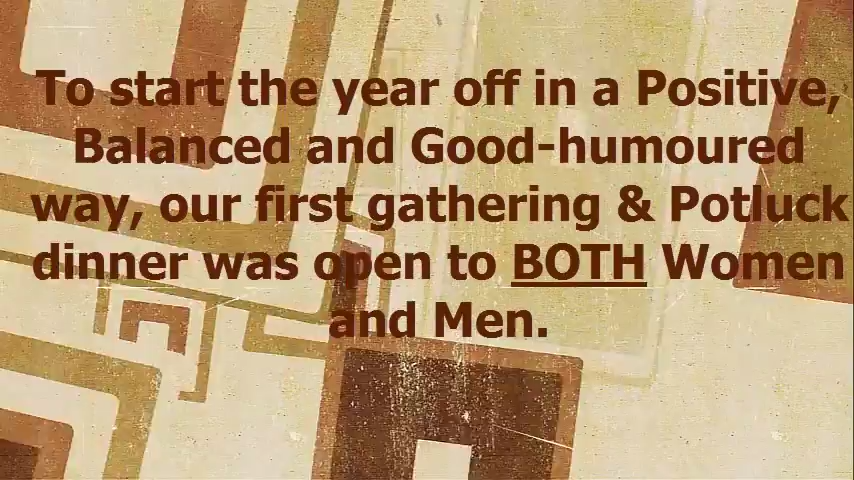 To start the year off in a Positive,
Balanced and Good-humoured
way, our first gathering & Potluck
dinner was open to BOTH Women
and Men.